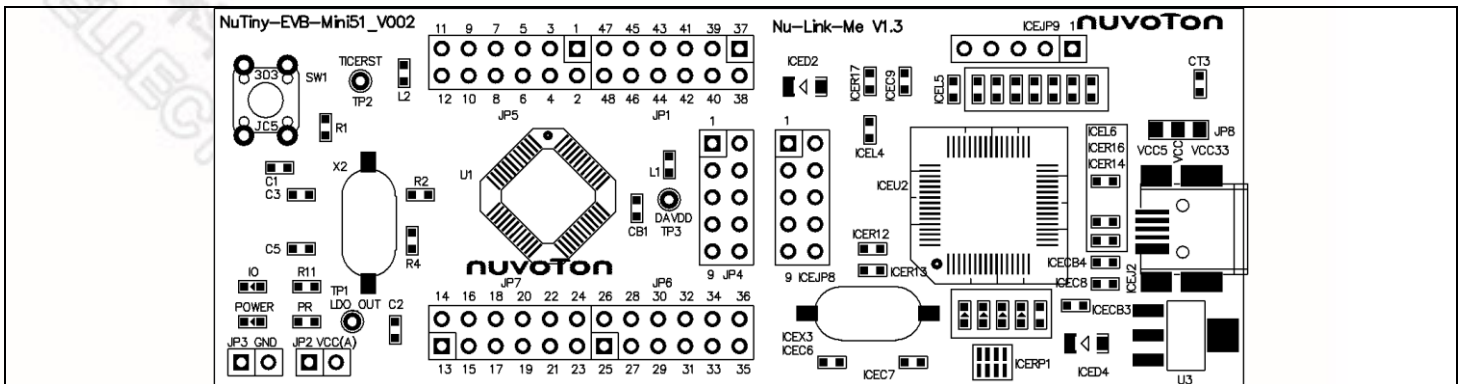 NuTiny-EVB-Mini51_V002
Nu-Link-Me V1.3
nuvoTon
11 9 7 5 3 1 47 45 43 41 39 37
ICEJP9 1
TICERST
3D3
SW1
TP2
L2
12 10 8 6 4 2 48 46 44 42 40 38
JP5
JP1
ICED2
ICER17
ICEC9
ICEL5
CT3
JC5
R1
ICEL4
ICEL6
ICER16
ICER14
JP8
VCC5
VCC
VCC33
X2
C1
C3
R2
U1
L1
1
1
ICEU2
CB1
DAVDD
TP3
C5
R4
ICER12
ICER13
ICECB4
ICEC8
ICEJ2
nuvoTon
9 JP4
9 ICEJP8
IO
R11
TP1
LDO_OUT
C2
JP7
JP6
14 16 18 20 22 24 26 28 30 32 34 36
POWER
PR
ICECB3
JP3 GND
JP2 VCC(A)
ICEX3
ICEC6
ICEC7
ICERP1
ICED4
U3
13 15 17 19 21 23 25 27 29 31 33 35